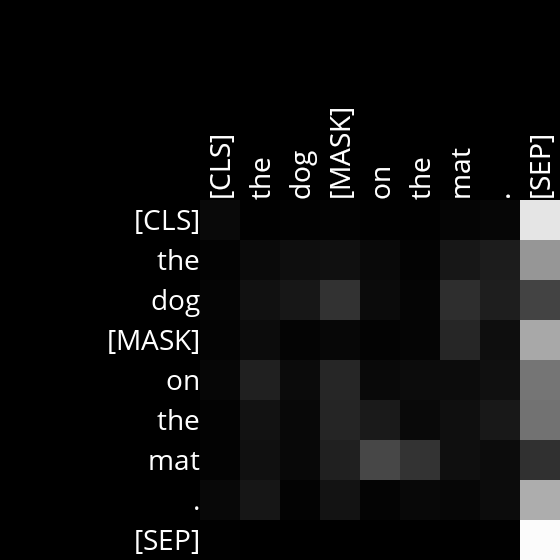 [CLS] the dog [MASK] on the mat . [SEP]
[CLS]
the
dog
[MASK]
on
the
mat
.
[SEP]